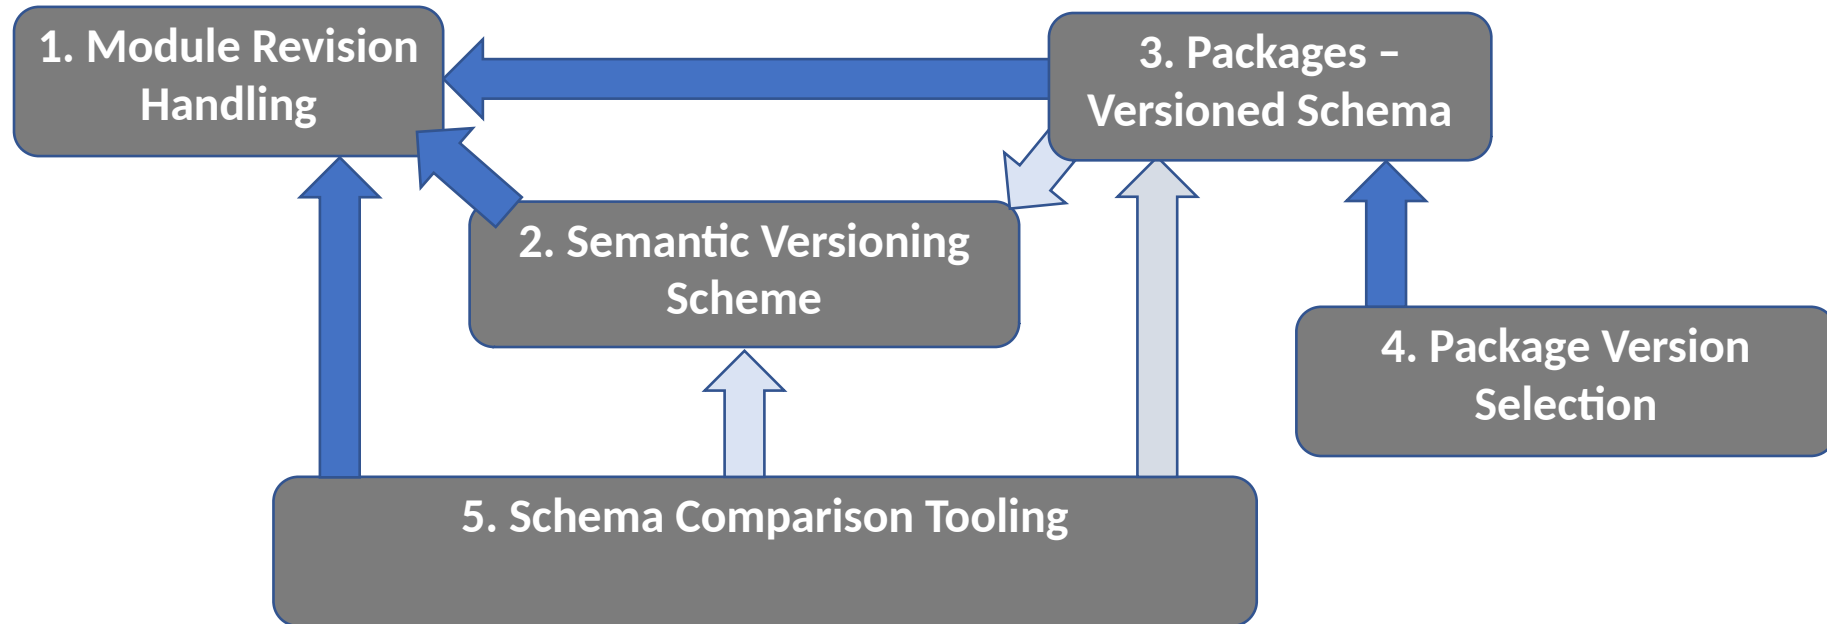 1. Module Revision
Handling
3. Packages –
Versioned Schema
2. Semantic Versioning
Scheme
4. Package Version
Selection
5. Schema Comparison Tooling